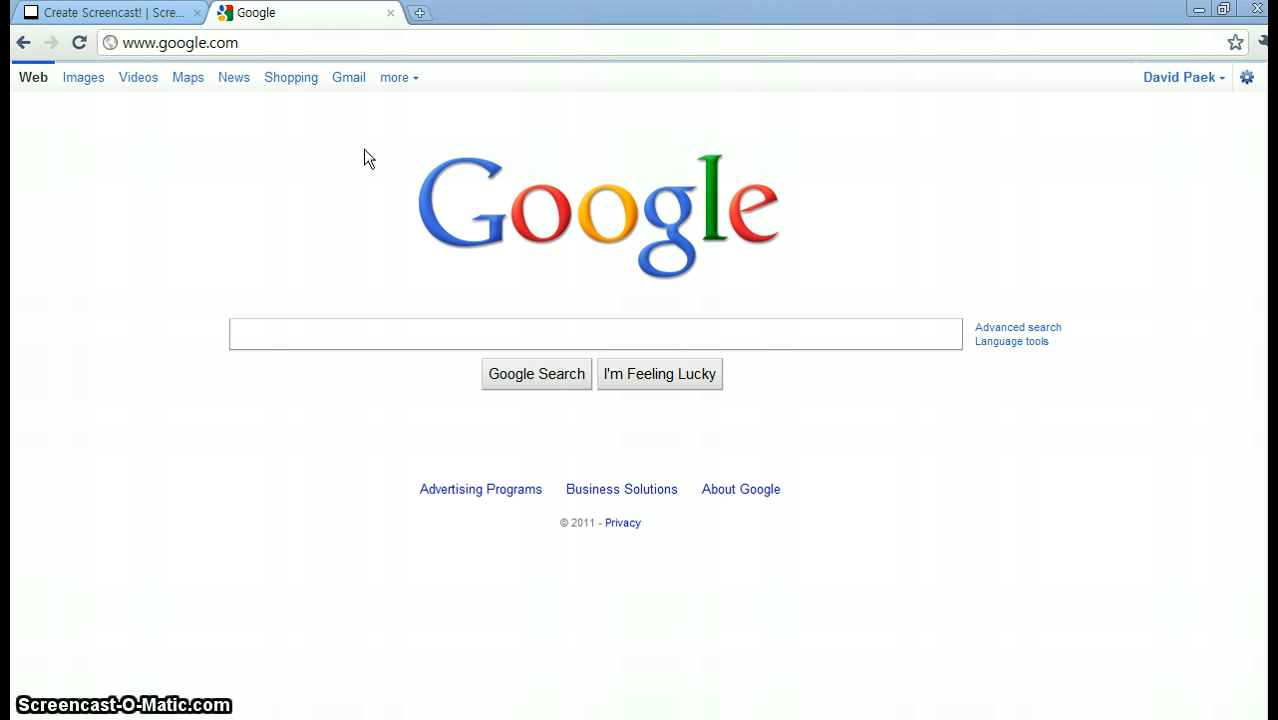 Create Screencast! | Scre...
Google
www.google.com
Web Images Videos Maps News Shopping Gmail more
David Paek
Google
Advanced search
Language tools
Google Search I'm Feeling Lucky
Advertising Programs Business Solutions About Google
© 2011 - Privacy
Screencast-O-Matic.com